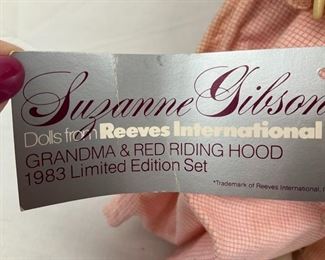 Suzanne Gibson
Dolls from Reeves International
GRANDMA & RED RIDING HOOD
1983 Limited Edition Set
*Trademark of Reeves International,